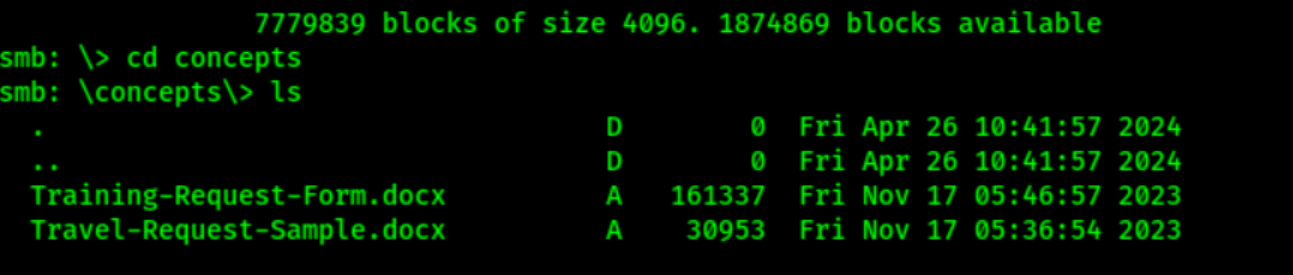 7779839 blocks of size 4096. 1874869 blocks available
smb: \> cd concepts
smb: \concepts\> ls
. D 0 Fri Apr 26 10:41:57 2024
.. D 0 Fri Apr 26 10:41:57 2024
Training-Request-Form.docx A 161337 Fri Nov 17 05:46:57 2023
Travel-Request-Sample.docx A 30953 Fri Nov 17 05:36:54 2023